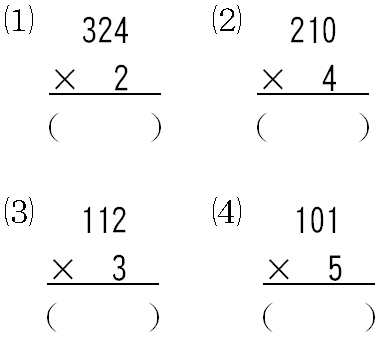 (1) 324 (2) 210
× 2 × 4
( ) ( )
(3) 112 (4) 101
× 3 × 5
( ) ( )